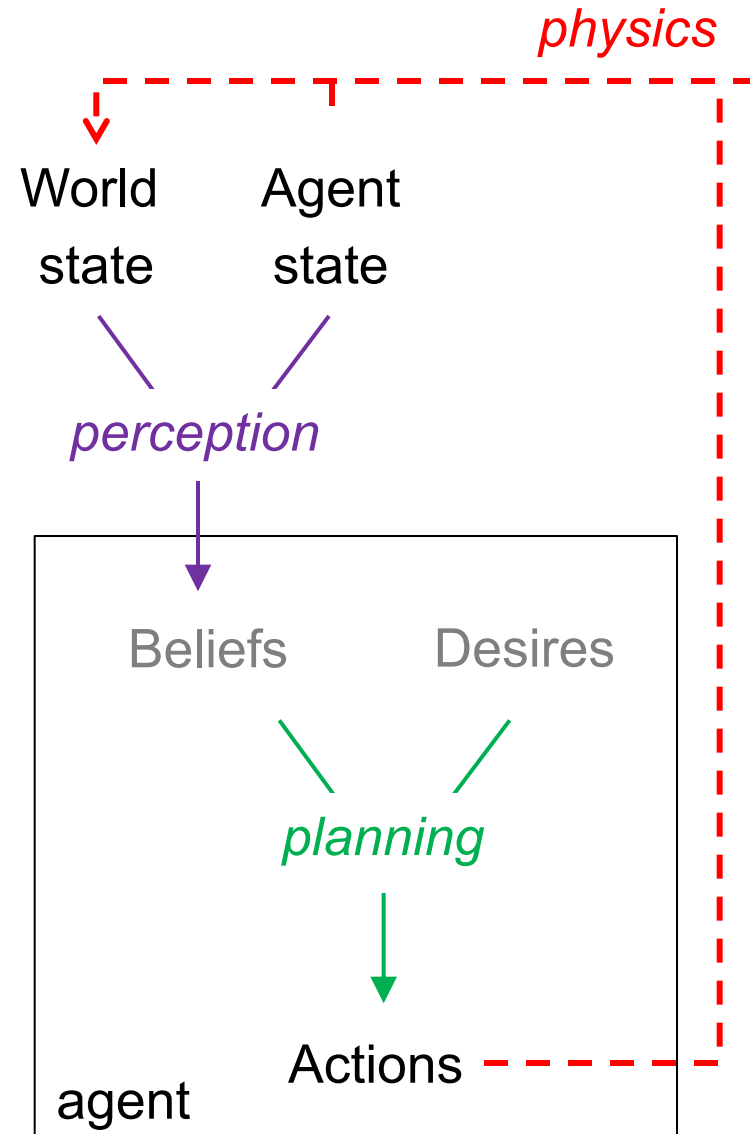 physics
World Agent
state state
perception
Beliefs Desires
planning
Actions
agent